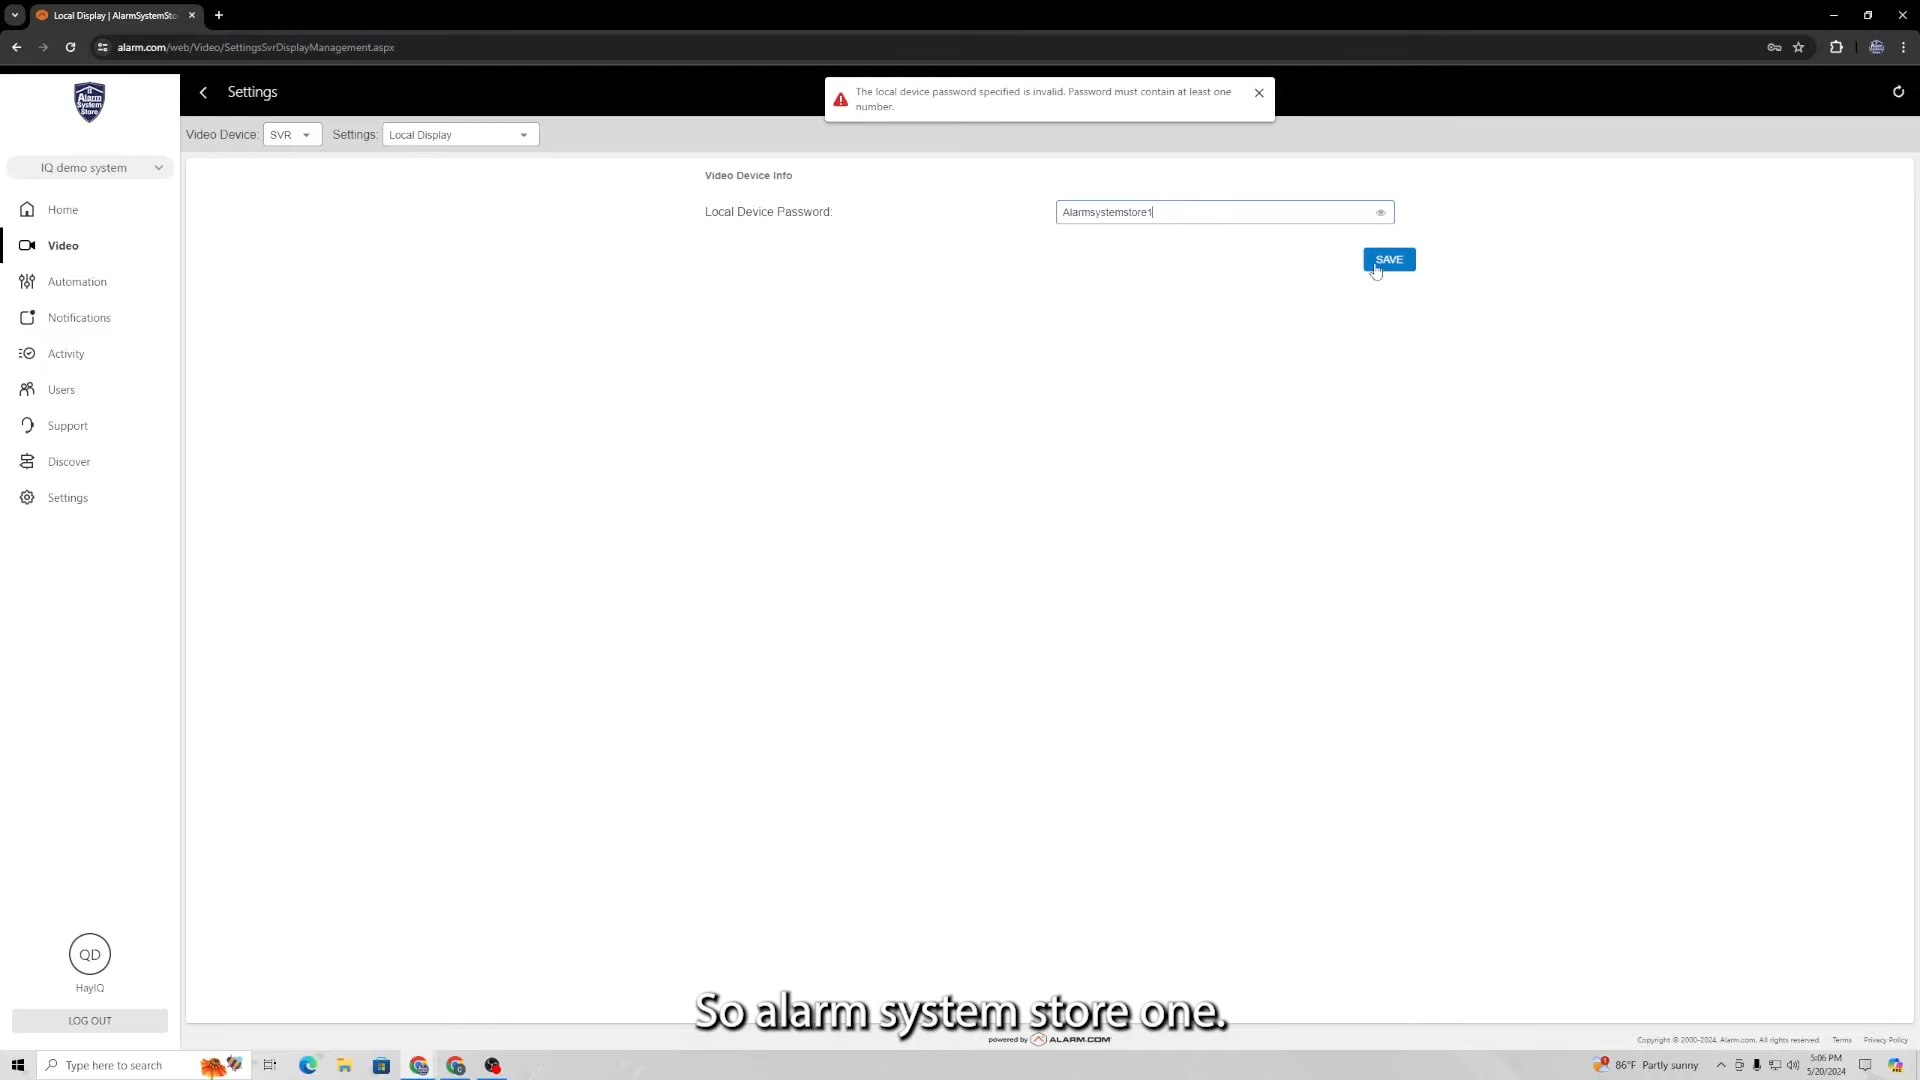 Local Display | AlarmSystemSto
alarm.com/web/Video/SettingsSvrDisplayManagement.aspx
Alarm
System
Store
Settings
The local device password specified is invalid. Password must contain at least one
number.
Video Device: SVR Settings: Local Display
IQ demo system
Video Device Info
Local Device Password: Alarmsystemstore1
SAVE
Home
Video
Automation
Notifications
Activity
Users
Support
Discover
Settings
QD
HayIQ
LOG OUT
So alarm system store one.
powered by ALARM.COM
Copyright © 2000-2024. Alarm.com. All rights reserved. Terms Privacy Policy
Type here to search
86°F Partly sunny
5:06 PM
5/20/2024